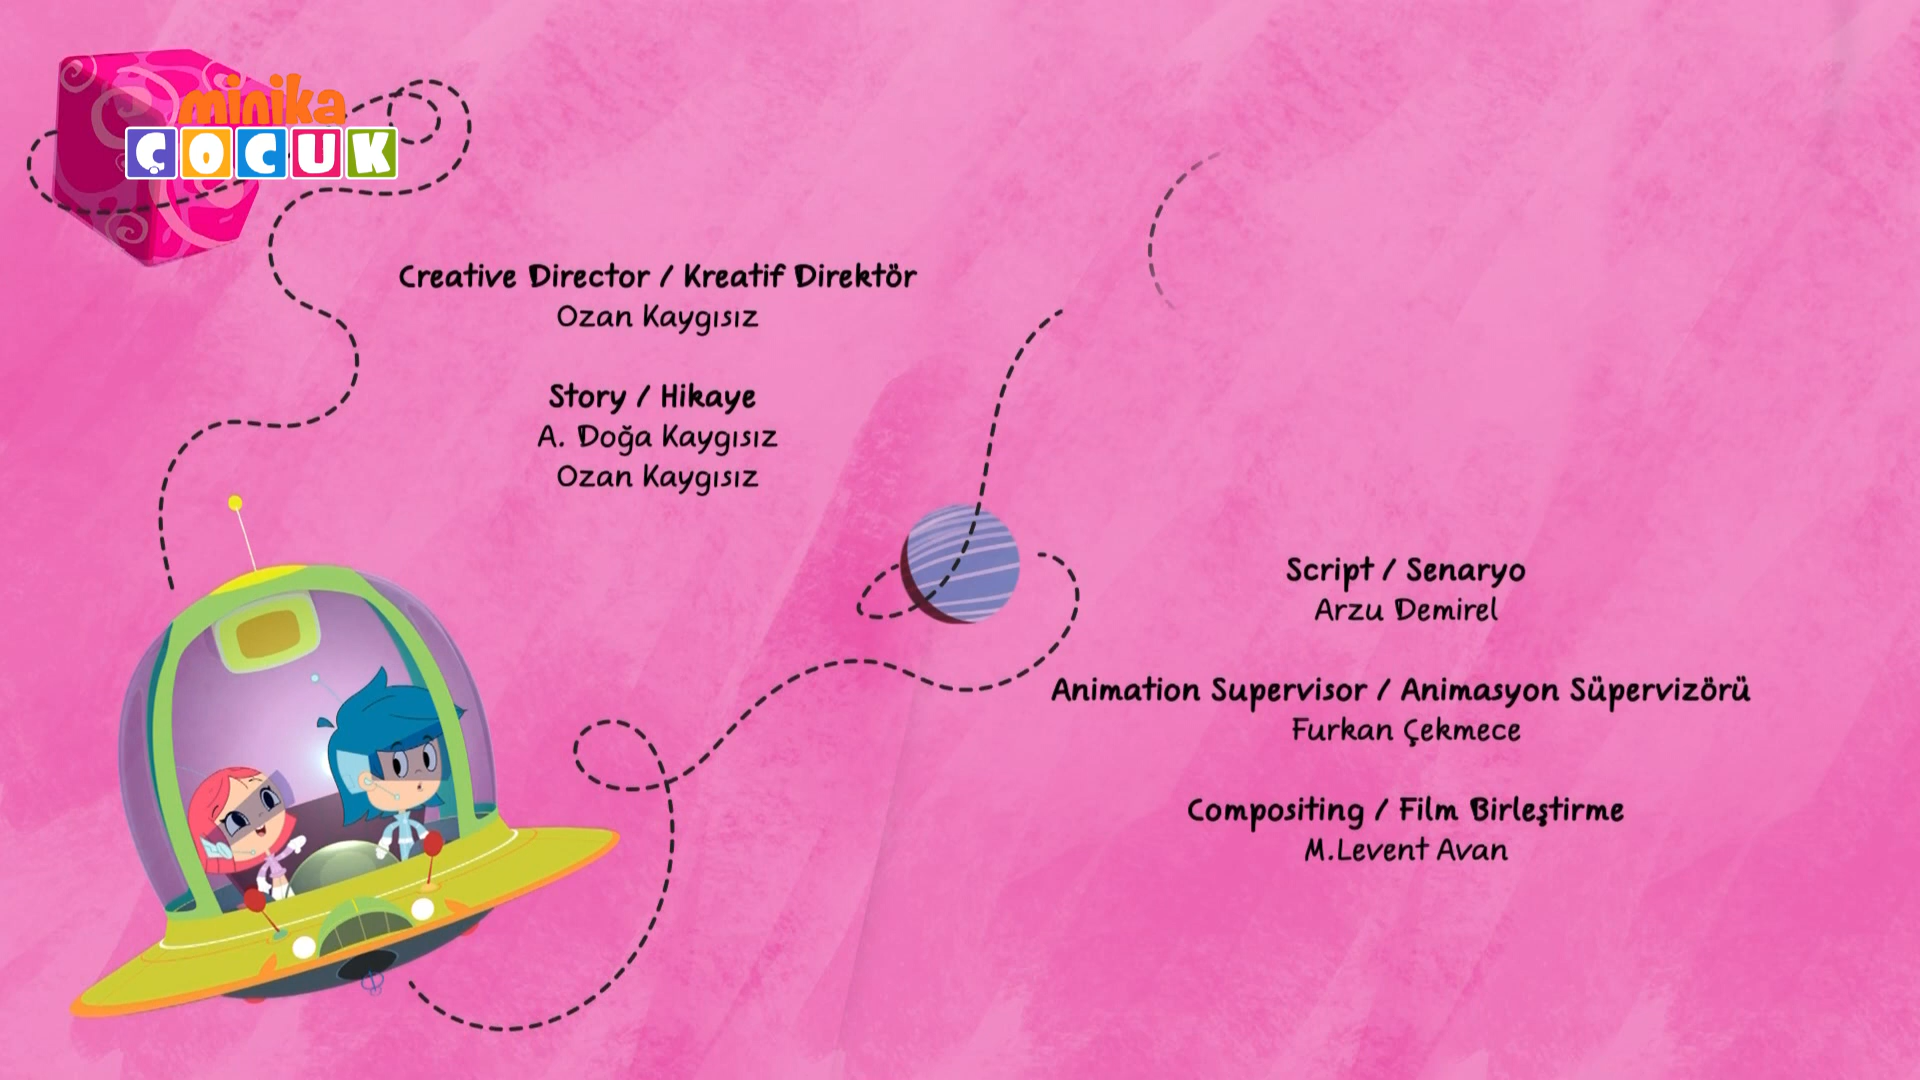 minika
ÇOCUK
Creative Director / Kreatif Direktör
Ozan Kaygısız
Story / Hikaye
A. Doğa Kaygısız
Ozan Kaygısız
Script / Senaryo
Arzu Demirel
Animation Supervisor / Animasyon Süpervizörü
Furkan Çekmece
Compositing / Film Birleştirme
M.Levent Avan